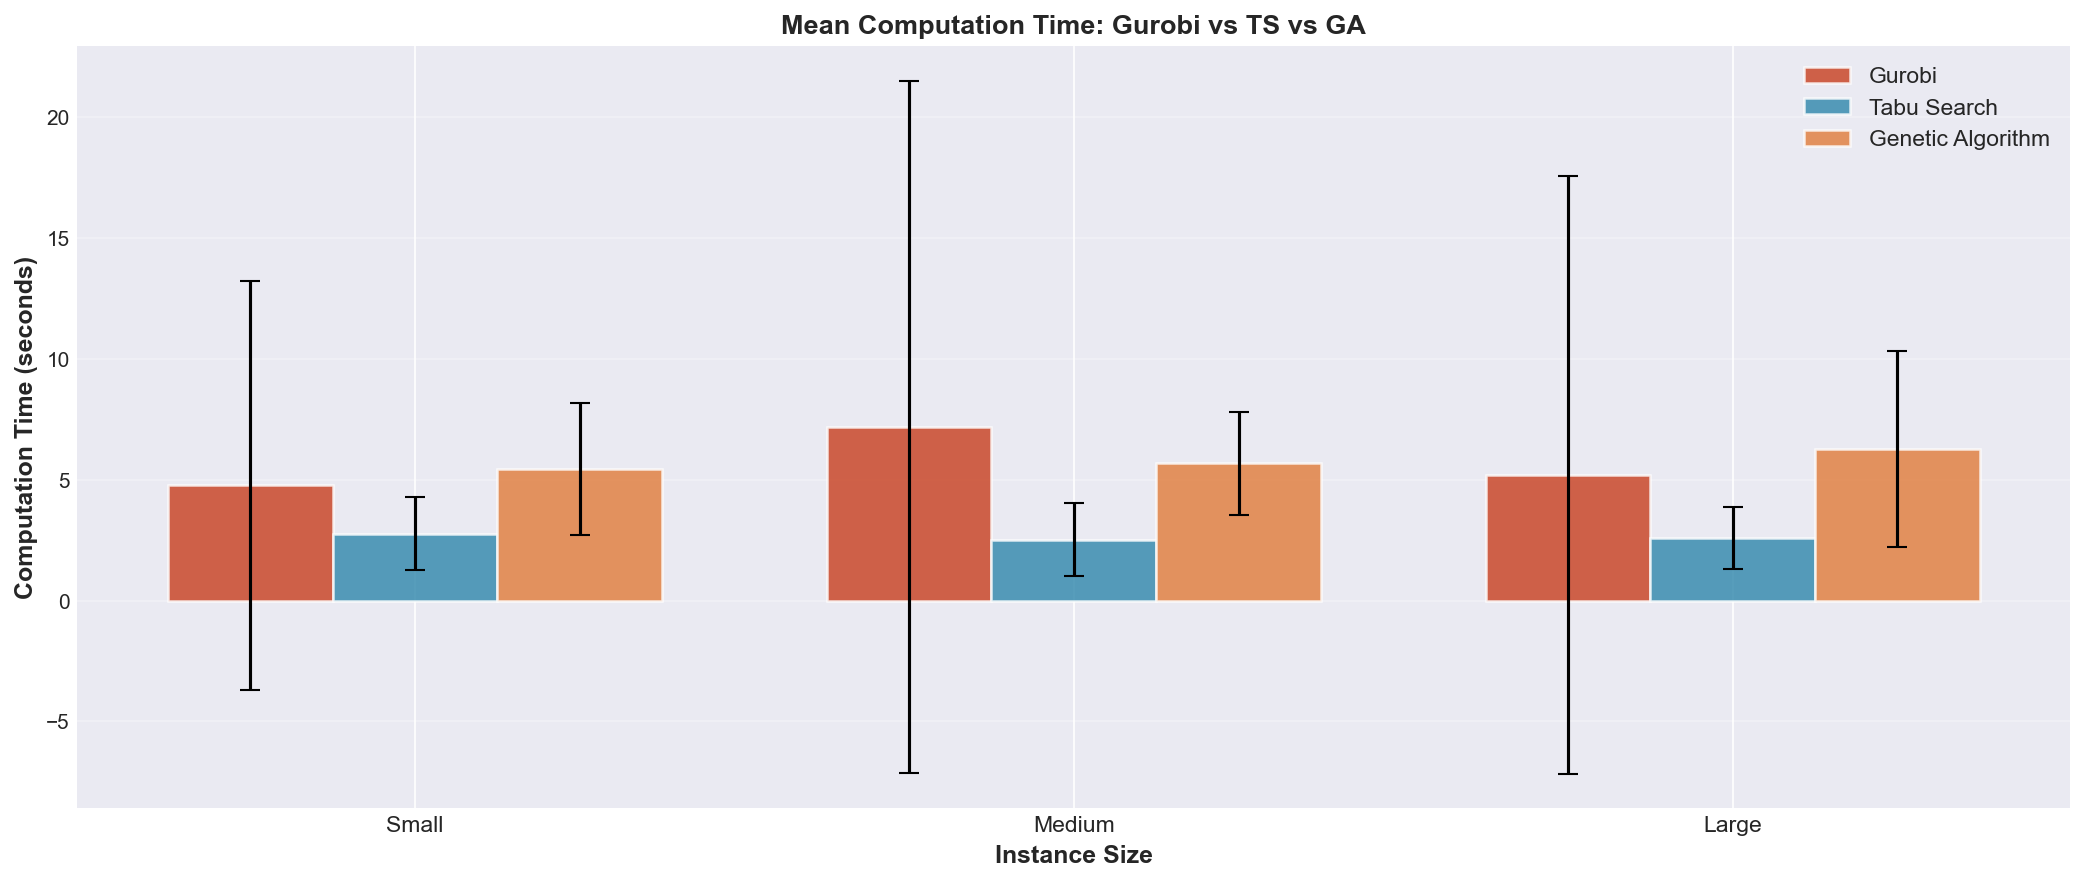 Mean Computation Time: Gurobi vs TS vs GA
Gurobi
Tabu Search
Genetic Algorithm
Computation Time (seconds)
20
15
10
5
0
−5
Small Medium Large
Instance Size